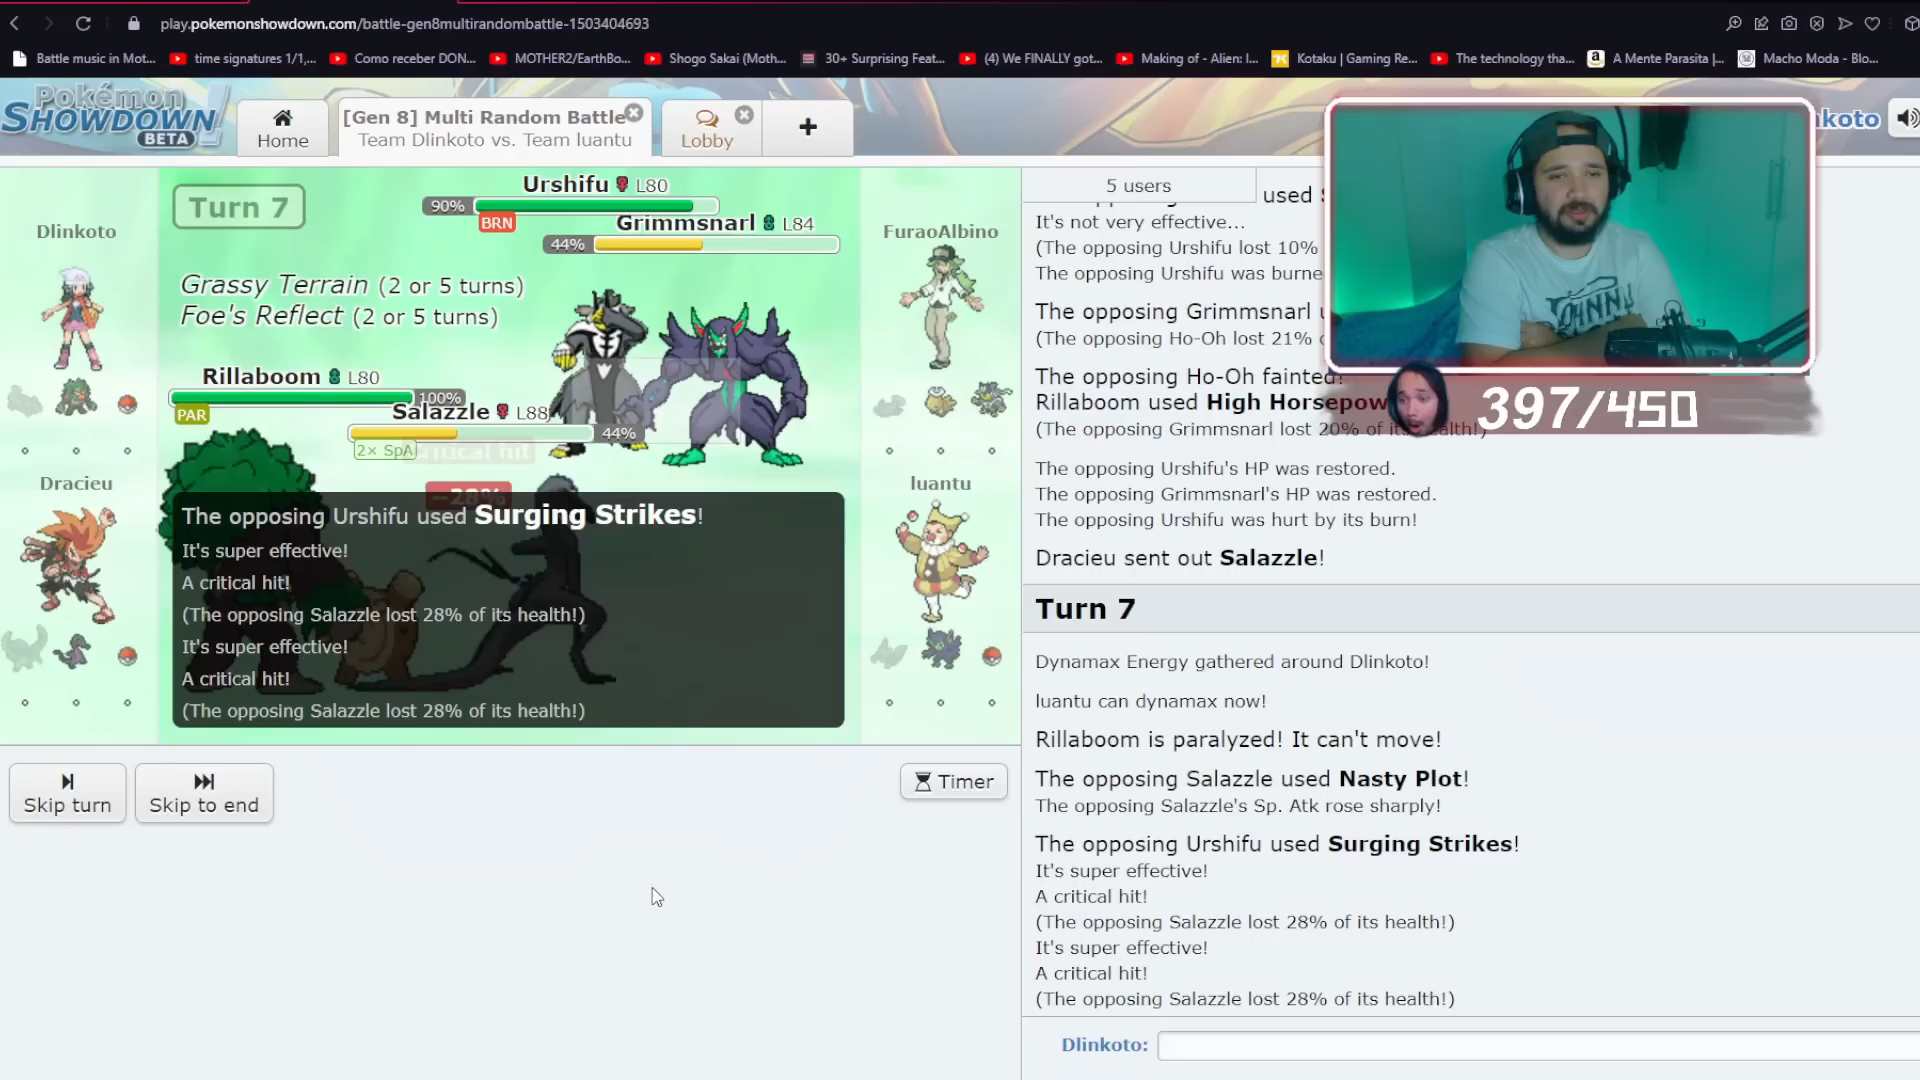 play.pokemonshowdown.com/battle-gen8multirandombattle-1503404693
Battle music in Mot...
time signatures 1/1,...
Como receber DON...
MOTHER2/EarthBo...
Shogo Sakai (Moth...
30+ Surprising Feat...
(4) We FINALLY got...
Making of - Alien: I...
Kotaku | Gaming Re...
The technology tha...
A Mente Parasita |...
Macho Moda - Blo...
Pokémon
SHOWDOWN!
BETA
Home
[Gen 8] Multi Random Battle
Team Dlinkoto vs. Team luantu
Lobby
nkoto
Turn 7
Urshifu L80
90%
BRN
Grimmsnarl L84
44%
Dlinkoto
FuraoAlbino
Grassy Terrain (2 or 5 turns)
Foe's Reflect (2 or 5 turns)
Rillaboom L80
100%
PAR
Salazzle L88
44%
2× SpA
critical hit
−28%
Dracieu
luantu
The opposing Urshifu used Surging Strikes!
It's super effective!
A critical hit!
(The opposing Salazzle lost 28% of its health!)
It's super effective!
A critical hit!
(The opposing Salazzle lost 28% of its health!)
Skip turn
Skip to end
Timer
5 users
used
It's not very effective...
(The opposing Urshifu lost 10%
The opposing Urshifu was burne
The opposing Grimmsnarl
(The opposing Ho-Oh lost 21%
The opposing Ho-Oh fainted!
Rillaboom used High Horsepow
(The opposing Grimmsnarl lost 20% of its health!)
397/450
The opposing Urshifu's HP was restored.
The opposing Grimmsnarl's HP was restored.
The opposing Urshifu was hurt by its burn!
Dracieu sent out Salazzle!
Turn 7
Dynamax Energy gathered around Dlinkoto!
luantu can dynamax now!
Rillaboom is paralyzed! It can't move!
The opposing Salazzle used Nasty Plot!
The opposing Salazzle's Sp. Atk rose sharply!
The opposing Urshifu used Surging Strikes!
It's super effective!
A critical hit!
(The opposing Salazzle lost 28% of its health!)
It's super effective!
A critical hit!
(The opposing Salazzle lost 28% of its health!)
Dlinkoto: